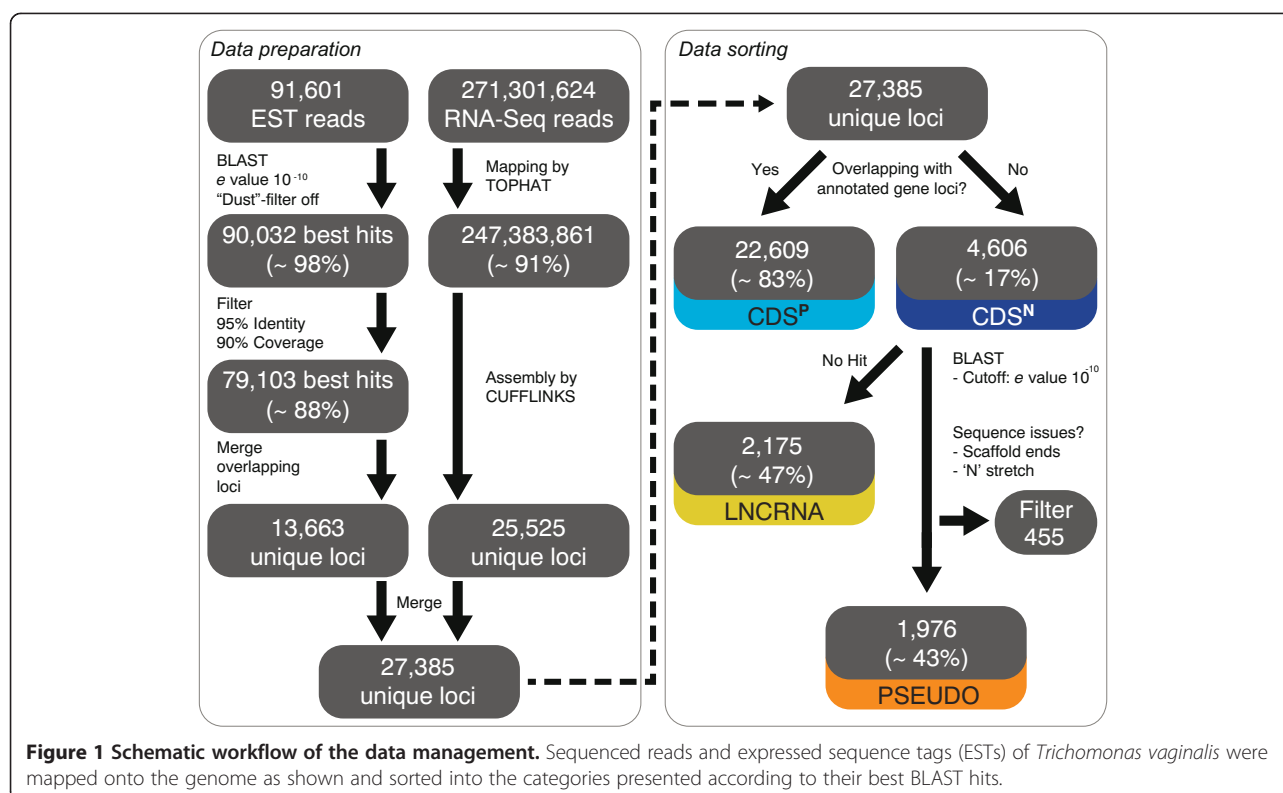 Data preparation
91,601
EST reads
271,301,624
RNA-Seq reads
BLAST
e value 10 -10
"Dust"-filter off
Mapping by
TOPHAT
90,032 best hits
(~ 98%)
247,383,861
(~ 91%)
Filter
95% Identity
90% Coverage
79,103 best hits
(~ 88%)
Assembly by
CUFFLINKS
Merge
overlapping
loci
13,663
unique loci
25,525
unique loci
Merge
27,385
unique loci
Data sorting
27,385
unique loci
Yes
Overlapping with
annotated gene loci?
No
22,609
(~ 83%)
CDSP
4,606
(~ 17%)
CDSN
No Hit
BLAST
- Cutoff: e value 10-10
2,175
(~ 47%)
LNCRNA
Sequence issues?
- Scaffold ends
- 'N' stretch
Filter
455
1,976
(~ 43%)
PSEUDO
Figure 1 Schematic workflow of the data management. Sequenced reads and expressed sequence tags (ESTs) of Trichomonas vaginalis were
mapped onto the genome as shown and sorted into the categories presented according to their best BLAST hits.